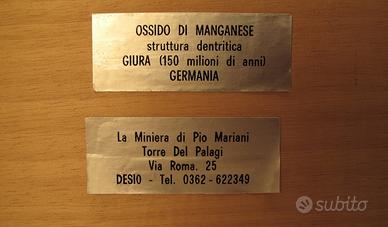 OSSIDO DI MANGANESE
struttura dentritica
GIURA (150 milioni di anni)
GERMANIA
La Miniera di Pio Mariani
Torre Del Palagi
Via Roma. 25
DESIO - Tel. 0362-622349
subito